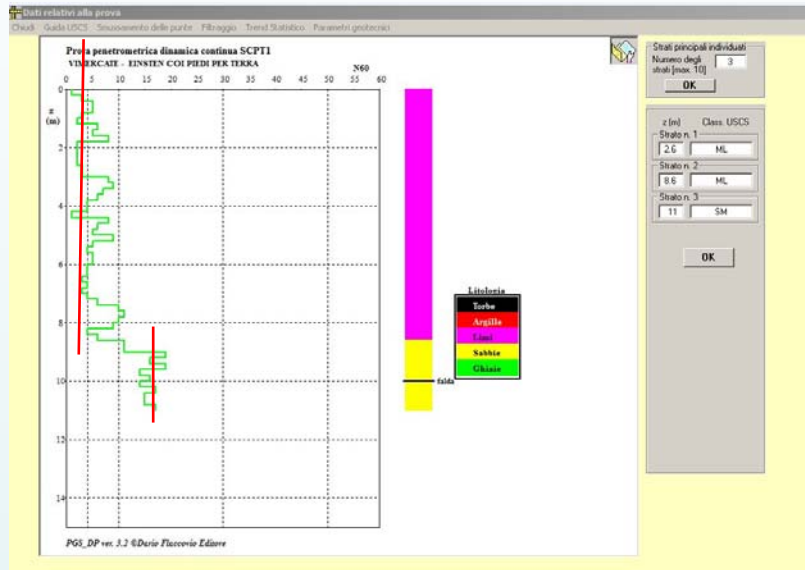 Dati relativi alla prova
Chiudi Guida USCS Smussamento delle punte Filtraggio Trend Statistico Parametri geotecnici
Prova penetrometrica dinamica continua SCPT1
VIMERCATE - EINSTEN COI PIEDI PER TERRA
N60
0 5 10 15 20 25 30 35 40 45 50 55 60
z
(m)
0
2
4
6
8
10
12
14
Litologia
Torbe
Argille
Limi
Sabbie
Ghiaie
falda
PGS_DP ver. 3.2 ©Dario Flaccovio Editore
Strati principali individuati
Numero degli
strati [max. 10]
3
OK
z (m) Class. USCS
Strato n. 1
2.6 ML
Strato n. 2
8.6 ML
Strato n. 3
11 SM
OK